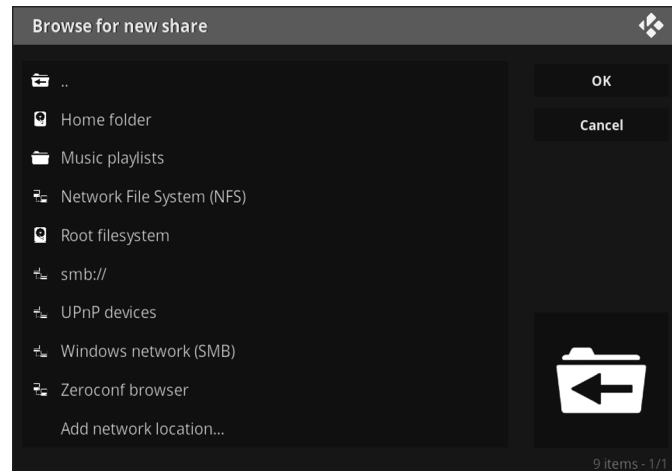 Browse for new share
..
Home folder
Music playlists
Network File System (NFS)
Root filesystem
smb://
UPnP devices
Windows network (SMB)
Zeroconf browser
Add network location...
OK
Cancel
9 items - 1/1